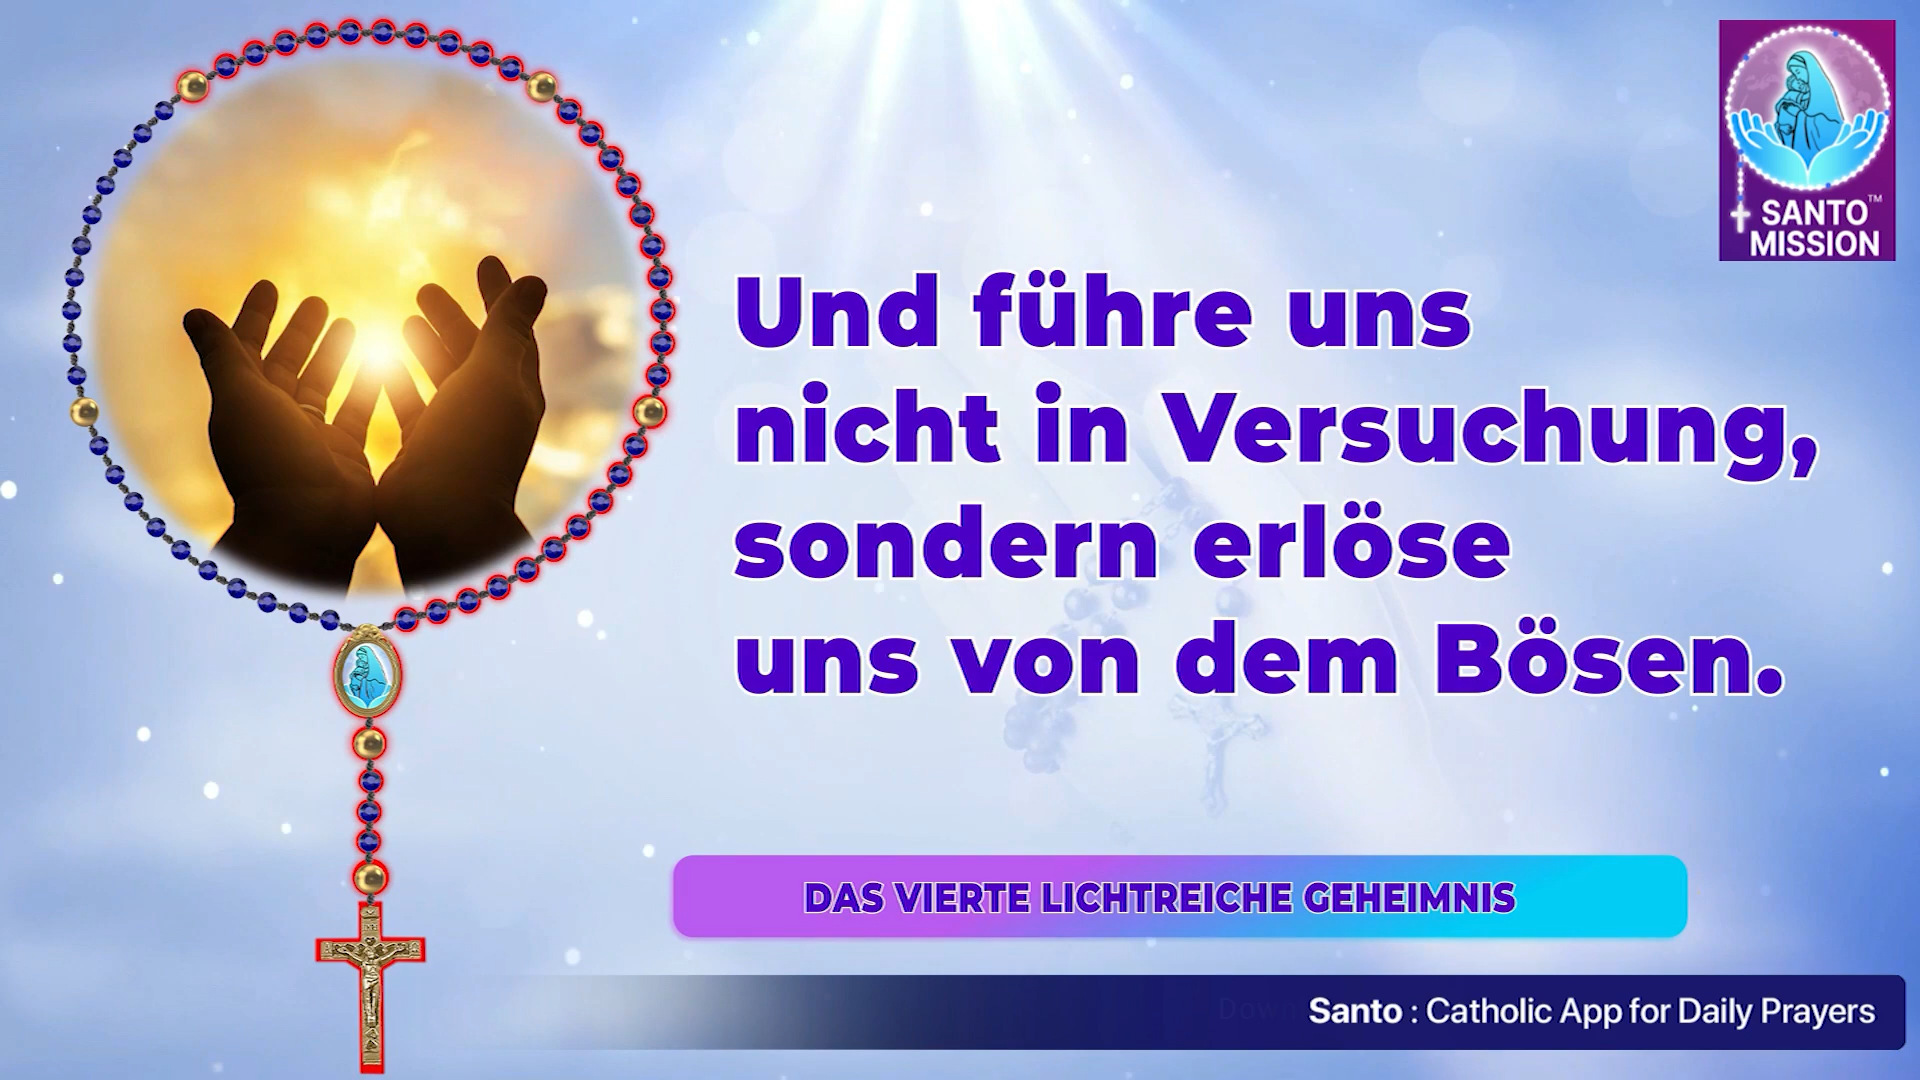 SANTO™
MISSION
Und führe uns
nicht in Versuchung,
sondern erlöse
uns von dem Bösen.
DAS VIERTE LICHTREICHE GEHEIMNIS
Santo : Catholic App for Daily Prayers